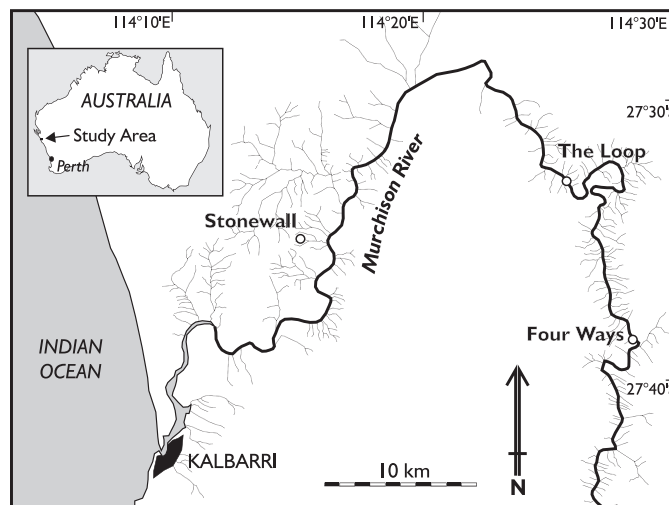 114°10'
114°20'
114°30'
AUSTRALIA
Study Area
Perth
27°30'
The Loop
Stonewall
Murchison River
Four Ways
INDIAN
OCEAN
27°40'
KALBARRI
10 km
N